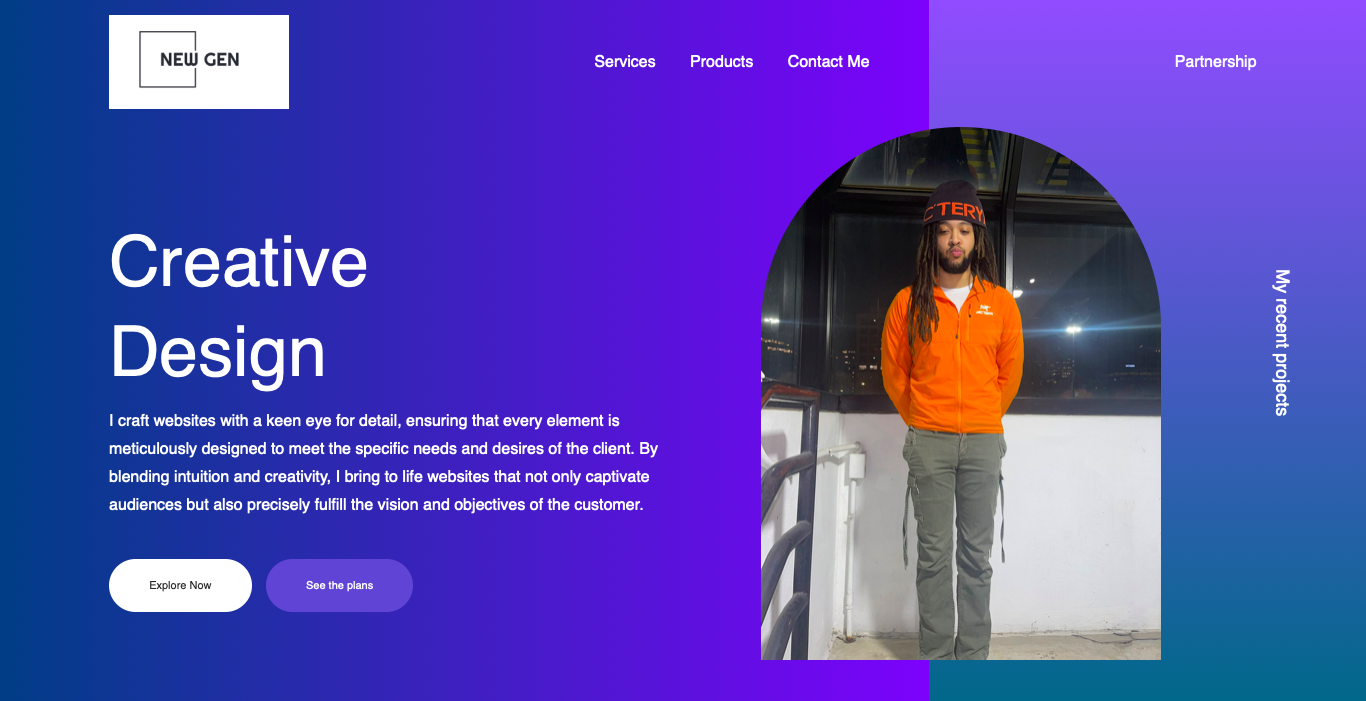 NEW GEN
Services
Products
Contact Me
Partnership
C'TERY
Creative
Design
I craft websites with a keen eye for detail, ensuring that every element is
meticulously designed to meet the specific needs and desires of the client. By
blending intuition and creativity, I bring to life websites that not only captivate
audiences but also precisely fulfill the vision and objectives of the customer.
Explore Now
See the plans
My recent projects